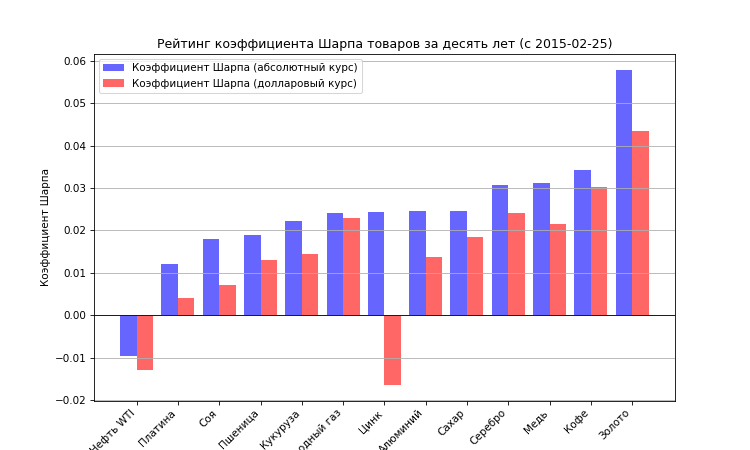 Рейтинг коэффициента Шарпа товаров за десять лет (с 2015-02-25)
Коэффициент Шарпа (абсолютный курс)
Коэффициент Шарпа (долларовый курс)
Коэффициент Шарпа
0.06
0.05
0.04
0.03
0.02
0.01
0.00
−0.01
−0.02
Нефть WTI
Платина
Соя
Пшеница
Кукуруза
одный газ
Цинк
Алюминий
Сахар
Серебро
Медь
Кофе
Золото